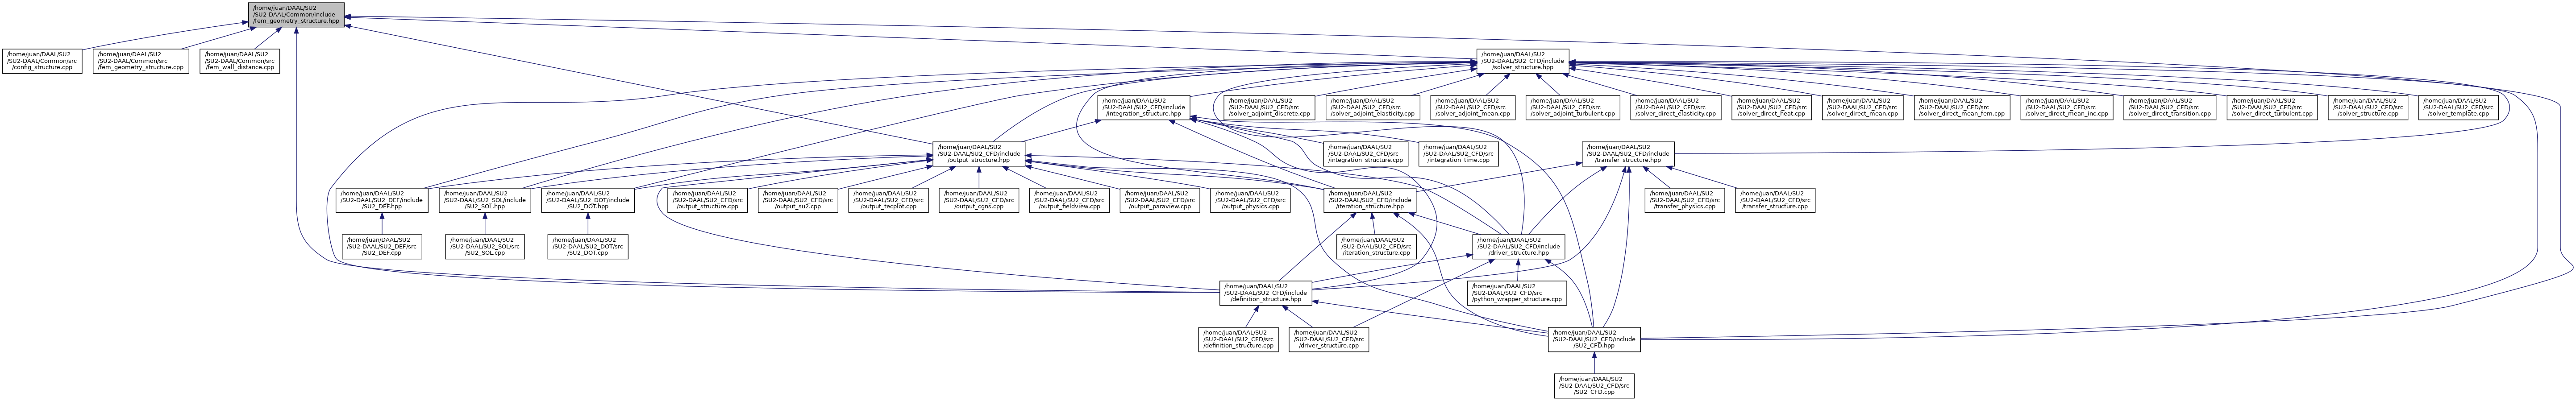 /home/juan/DAAL/SU2
/SU2-DAAL/Common/include
/fem_geometry_structure.hpp
/home/juan/DAAL/SU2
/SU2-DAAL/Common/src
/config_structure.cpp
/home/juan/DAAL/SU2
/SU2-DAAL/Common/src
/fem_geometry_structure.cpp
/home/juan/DAAL/SU2
/SU2-DAAL/Common/src
/fem_wall_distance.cpp
/home/juan/DAAL/SU2
/SU2-DAAL/SU2_CFD/include
/solver_structure.hpp
/home/juan/DAAL/SU2
/SU2-DAAL/SU2_CFD/include
/integration_structure.hpp
/home/juan/DAAL/SU2
/SU2-DAAL/SU2_CFD/src
/solver_adjoint_discrete.cpp
/home/juan/DAAL/SU2
/SU2-DAAL/SU2_CFD/src
/solver_adjoint_elasticity.cpp
/home/juan/DAAL/SU2
/SU2-DAAL/SU2_CFD/src
/solver_adjoint_mean.cpp
/home/juan/DAAL/SU2
/SU2-DAAL/SU2_CFD/src
/solver_adjoint_turbulent.cpp
/home/juan/DAAL/SU2
/SU2-DAAL/SU2_CFD/src
/solver_direct_elasticity.cpp
/home/juan/DAAL/SU2
/SU2-DAAL/SU2_CFD/src
/solver_direct_heat.cpp
/home/juan/DAAL/SU2
/SU2-DAAL/SU2_CFD/src
/solver_direct_mean.cpp
/home/juan/DAAL/SU2
/SU2-DAAL/SU2_CFD/src
/solver_direct_mean_fem.cpp
/home/juan/DAAL/SU2
/SU2-DAAL/SU2_CFD/src
/solver_direct_mean_inc.cpp
/home/juan/DAAL/SU2
/SU2-DAAL/SU2_CFD/src
/solver_direct_transition.cpp
/home/juan/DAAL/SU2
/SU2-DAAL/SU2_CFD/src
/solver_direct_turbulent.cpp
/home/juan/DAAL/SU2
/SU2-DAAL/SU2_CFD/src
/solver_structure.cpp
/home/juan/DAAL/SU2
/SU2-DAAL/SU2_CFD/src
/solver_template.cpp
/home/juan/DAAL/SU2
/SU2-DAAL/SU2_CFD/include
/output_structure.hpp
/home/juan/DAAL/SU2
/SU2-DAAL/SU2_CFD/src
/integration_structure.cpp
/home/juan/DAAL/SU2
/SU2-DAAL/SU2_CFD/src
/integration_time.cpp
/home/juan/DAAL/SU2
/SU2-DAAL/SU2_CFD/include
/transfer_structure.hpp
/home/juan/DAAL/SU2
/SU2-DAAL/SU2_DEF/include
/SU2_DEF.hpp
/home/juan/DAAL/SU2
/SU2-DAAL/SU2_SOL/include
/SU2_SOL.hpp
/home/juan/DAAL/SU2
/SU2-DAAL/SU2_DOT/include
/SU2_DOT.hpp
/home/juan/DAAL/SU2
/SU2-DAAL/SU2_CFD/src
/output_structure.cpp
/home/juan/DAAL/SU2
/SU2-DAAL/SU2_CFD/src
/output_su2.cpp
/home/juan/DAAL/SU2
/SU2-DAAL/SU2_CFD/src
/output_tecplot.cpp
/home/juan/DAAL/SU2
/SU2-DAAL/SU2_CFD/src
/output_cgns.cpp
/home/juan/DAAL/SU2
/SU2-DAAL/SU2_CFD/src
/output_fieldview.cpp
/home/juan/DAAL/SU2
/SU2-DAAL/SU2_CFD/src
/output_paraview.cpp
/home/juan/DAAL/SU2
/SU2-DAAL/SU2_CFD/src
/output_physics.cpp
/home/juan/DAAL/SU2
/SU2-DAAL/SU2_CFD/include
/iteration_structure.hpp
/home/juan/DAAL/SU2
/SU2-DAAL/SU2_CFD/src
/transfer_physics.cpp
/home/juan/DAAL/SU2
/SU2-DAAL/SU2_CFD/src
/transfer_structure.cpp
/home/juan/DAAL/SU2
/SU2-DAAL/SU2_DEF/src
/SU2_DEF.cpp
/home/juan/DAAL/SU2
/SU2-DAAL/SU2_SOL/src
/SU2_SOL.cpp
/home/juan/DAAL/SU2
/SU2-DAAL/SU2_DOT/src
/SU2_DOT.cpp
/home/juan/DAAL/SU2
/SU2-DAAL/SU2_CFD/src
/iteration_structure.cpp
/home/juan/DAAL/SU2
/SU2-DAAL/SU2_CFD/include
/driver_structure.hpp
/home/juan/DAAL/SU2
/SU2-DAAL/SU2_CFD/include
/definition_structure.hpp
/home/juan/DAAL/SU2
/SU2-DAAL/SU2_CFD/src
/python_wrapper_structure.cpp
/home/juan/DAAL/SU2
/SU2-DAAL/SU2_CFD/src
/definition_structure.cpp
/home/juan/DAAL/SU2
/SU2-DAAL/SU2_CFD/src
/driver_structure.cpp
/home/juan/DAAL/SU2
/SU2-DAAL/SU2_CFD/include
/SU2_CFD.hpp
/home/juan/DAAL/SU2
/SU2-DAAL/SU2_CFD/src
/SU2_CFD.cpp